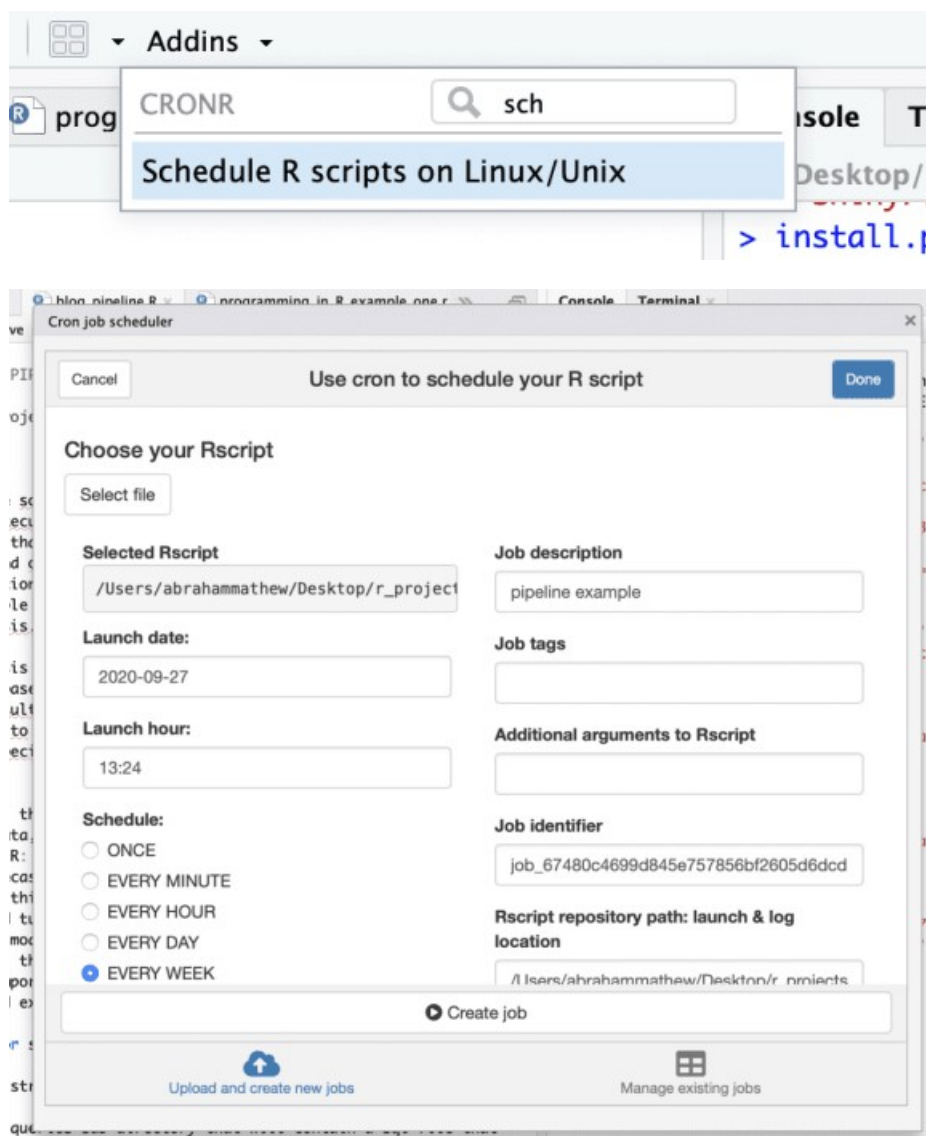 Addins
CRONR
sch
prog
Schedule R scripts on Linux/Unix
Desktop/
> install.p
blog_pipeline.R
programming_in_R_example_one.r
Console
Terminal
Cron job scheduler
Cancel
Use cron to schedule your R script
Done
Choose your Rscript
Select file
Selected Rscript
/Users/abrahammathew/Desktop/r_project
Launch date:
2020-09-27
Launch hour:
13:24
Schedule:
ONCE
EVERY MINUTE
EVERY HOUR
EVERY DAY
EVERY WEEK
Job description
pipeline example
Job tags
Additional arguments to Rscript
Job identifier
job_67480c4699d845e757856bf2605d6dcd
Rscript repository path: launch & log
location
/Users/abrahammathew/Desktop/r_projects
Create job
Upload and create new jobs
Manage existing jobs